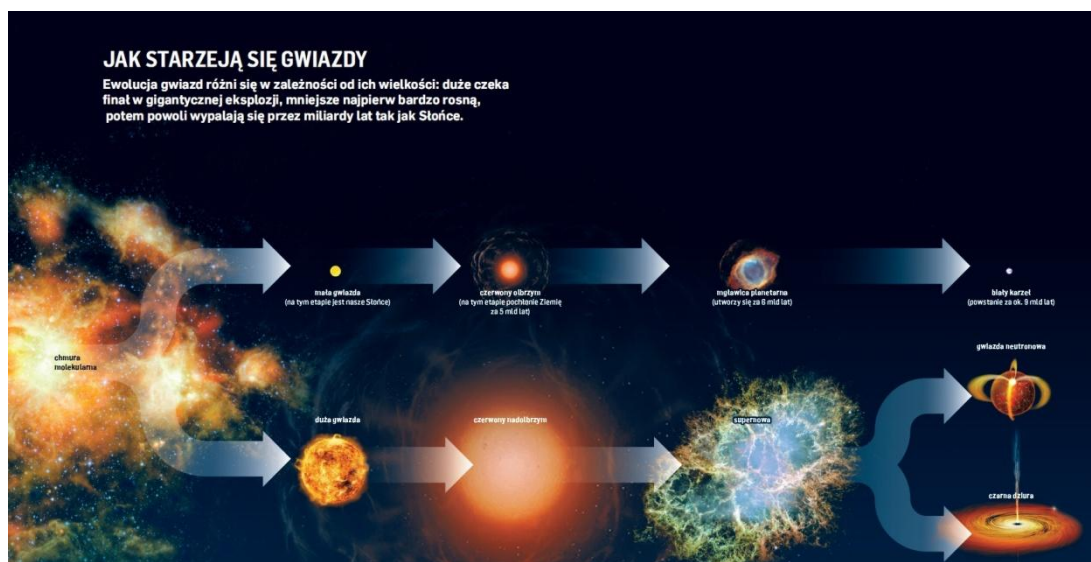 JAK STARZEJĄ SIĘ GWIAZDY
Ewolucja gwiazd różni się w zależności od ich wielkości: duże czeka
finał w gigantycznej eksplozji, mniejsze najpierw bardzo rosną,
potem powoli wypalają się przez miliardy lat tak jak Słońce.
mała gwiazda
(na tym etapie jest nasze Słońce)
czerwony olbrzym
(na tym etapie pochłonie Ziemię
za 5 mld lat)
mgławica planetarna
(utworzy się za 6 mld lat)
biały karzeł
(powstanie za ok. 9 mld lat)
chmura
molekularna
gwiazda neutronowa
duża gwiazda
czerwony nadolbrzym
supernowa
czarna dziura